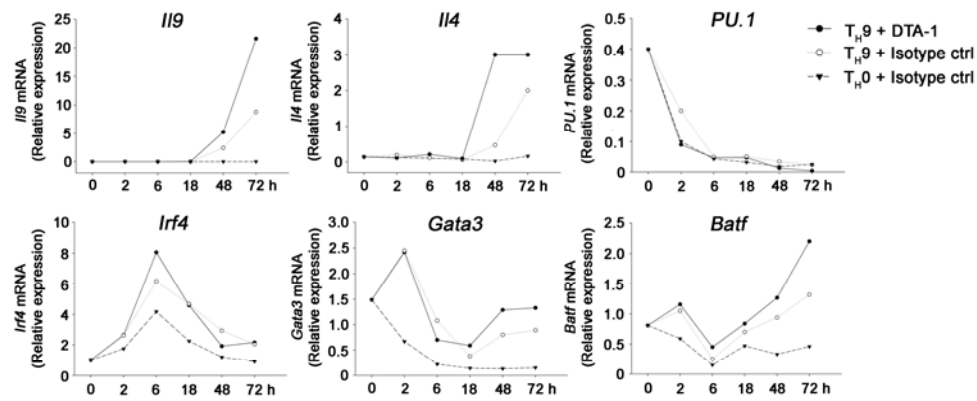 Il9
Il9 mRNA
(Relative expression)
25
20
15
10
5
0
0 2 6 18 48 72 h
Il4
Il4 mRNA
(Relative expression)
4
3
2
1
0
0 2 6 18 48 72 h
PU.1
PU.1 mRNA
(Relative expression)
0.5
0.4
0.3
0.2
0.1
0
0 2 6 18 48 72 h
TH9 + DTA-1
TH9 + Isotype ctrl
TH0 + Isotype ctrl
Irf4
Irf4 mRNA
(Relative expression)
10
8
6
4
2
0
0 2 6 18 48 72 h
Gata3
Gata3 mRNA
(Relative expression)
3.0
2.5
2.0
1.5
1.0
0.5
0
0 2 6 18 48 72 h
Batf
Batf mRNA
(Relative expression)
2.5
2.0
1.5
1.0
0.5
0
0 2 6 18 48 72 h